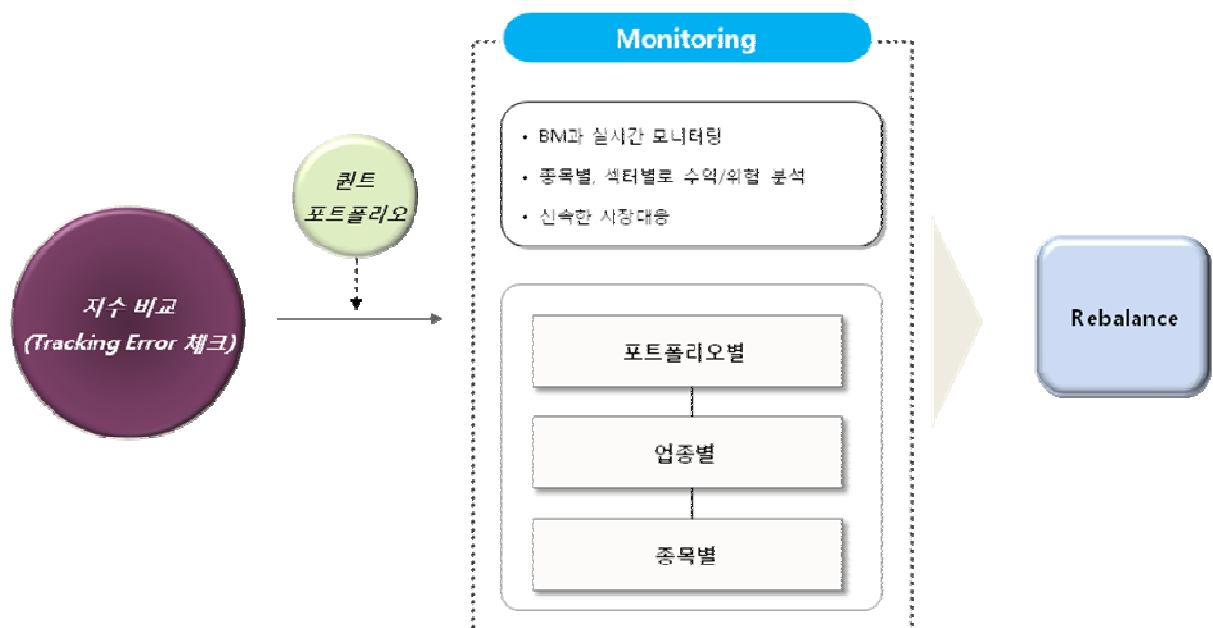 Monitoring
• BM과 실시간 모니터링
• 종목별, 섹터별로 수익/위험 분석
• 신속한 시장대응
퀀트
포트폴리오
지수 비교
(Tracking Error 체크)
포트폴리오별
업종별
종목별
Rebalance